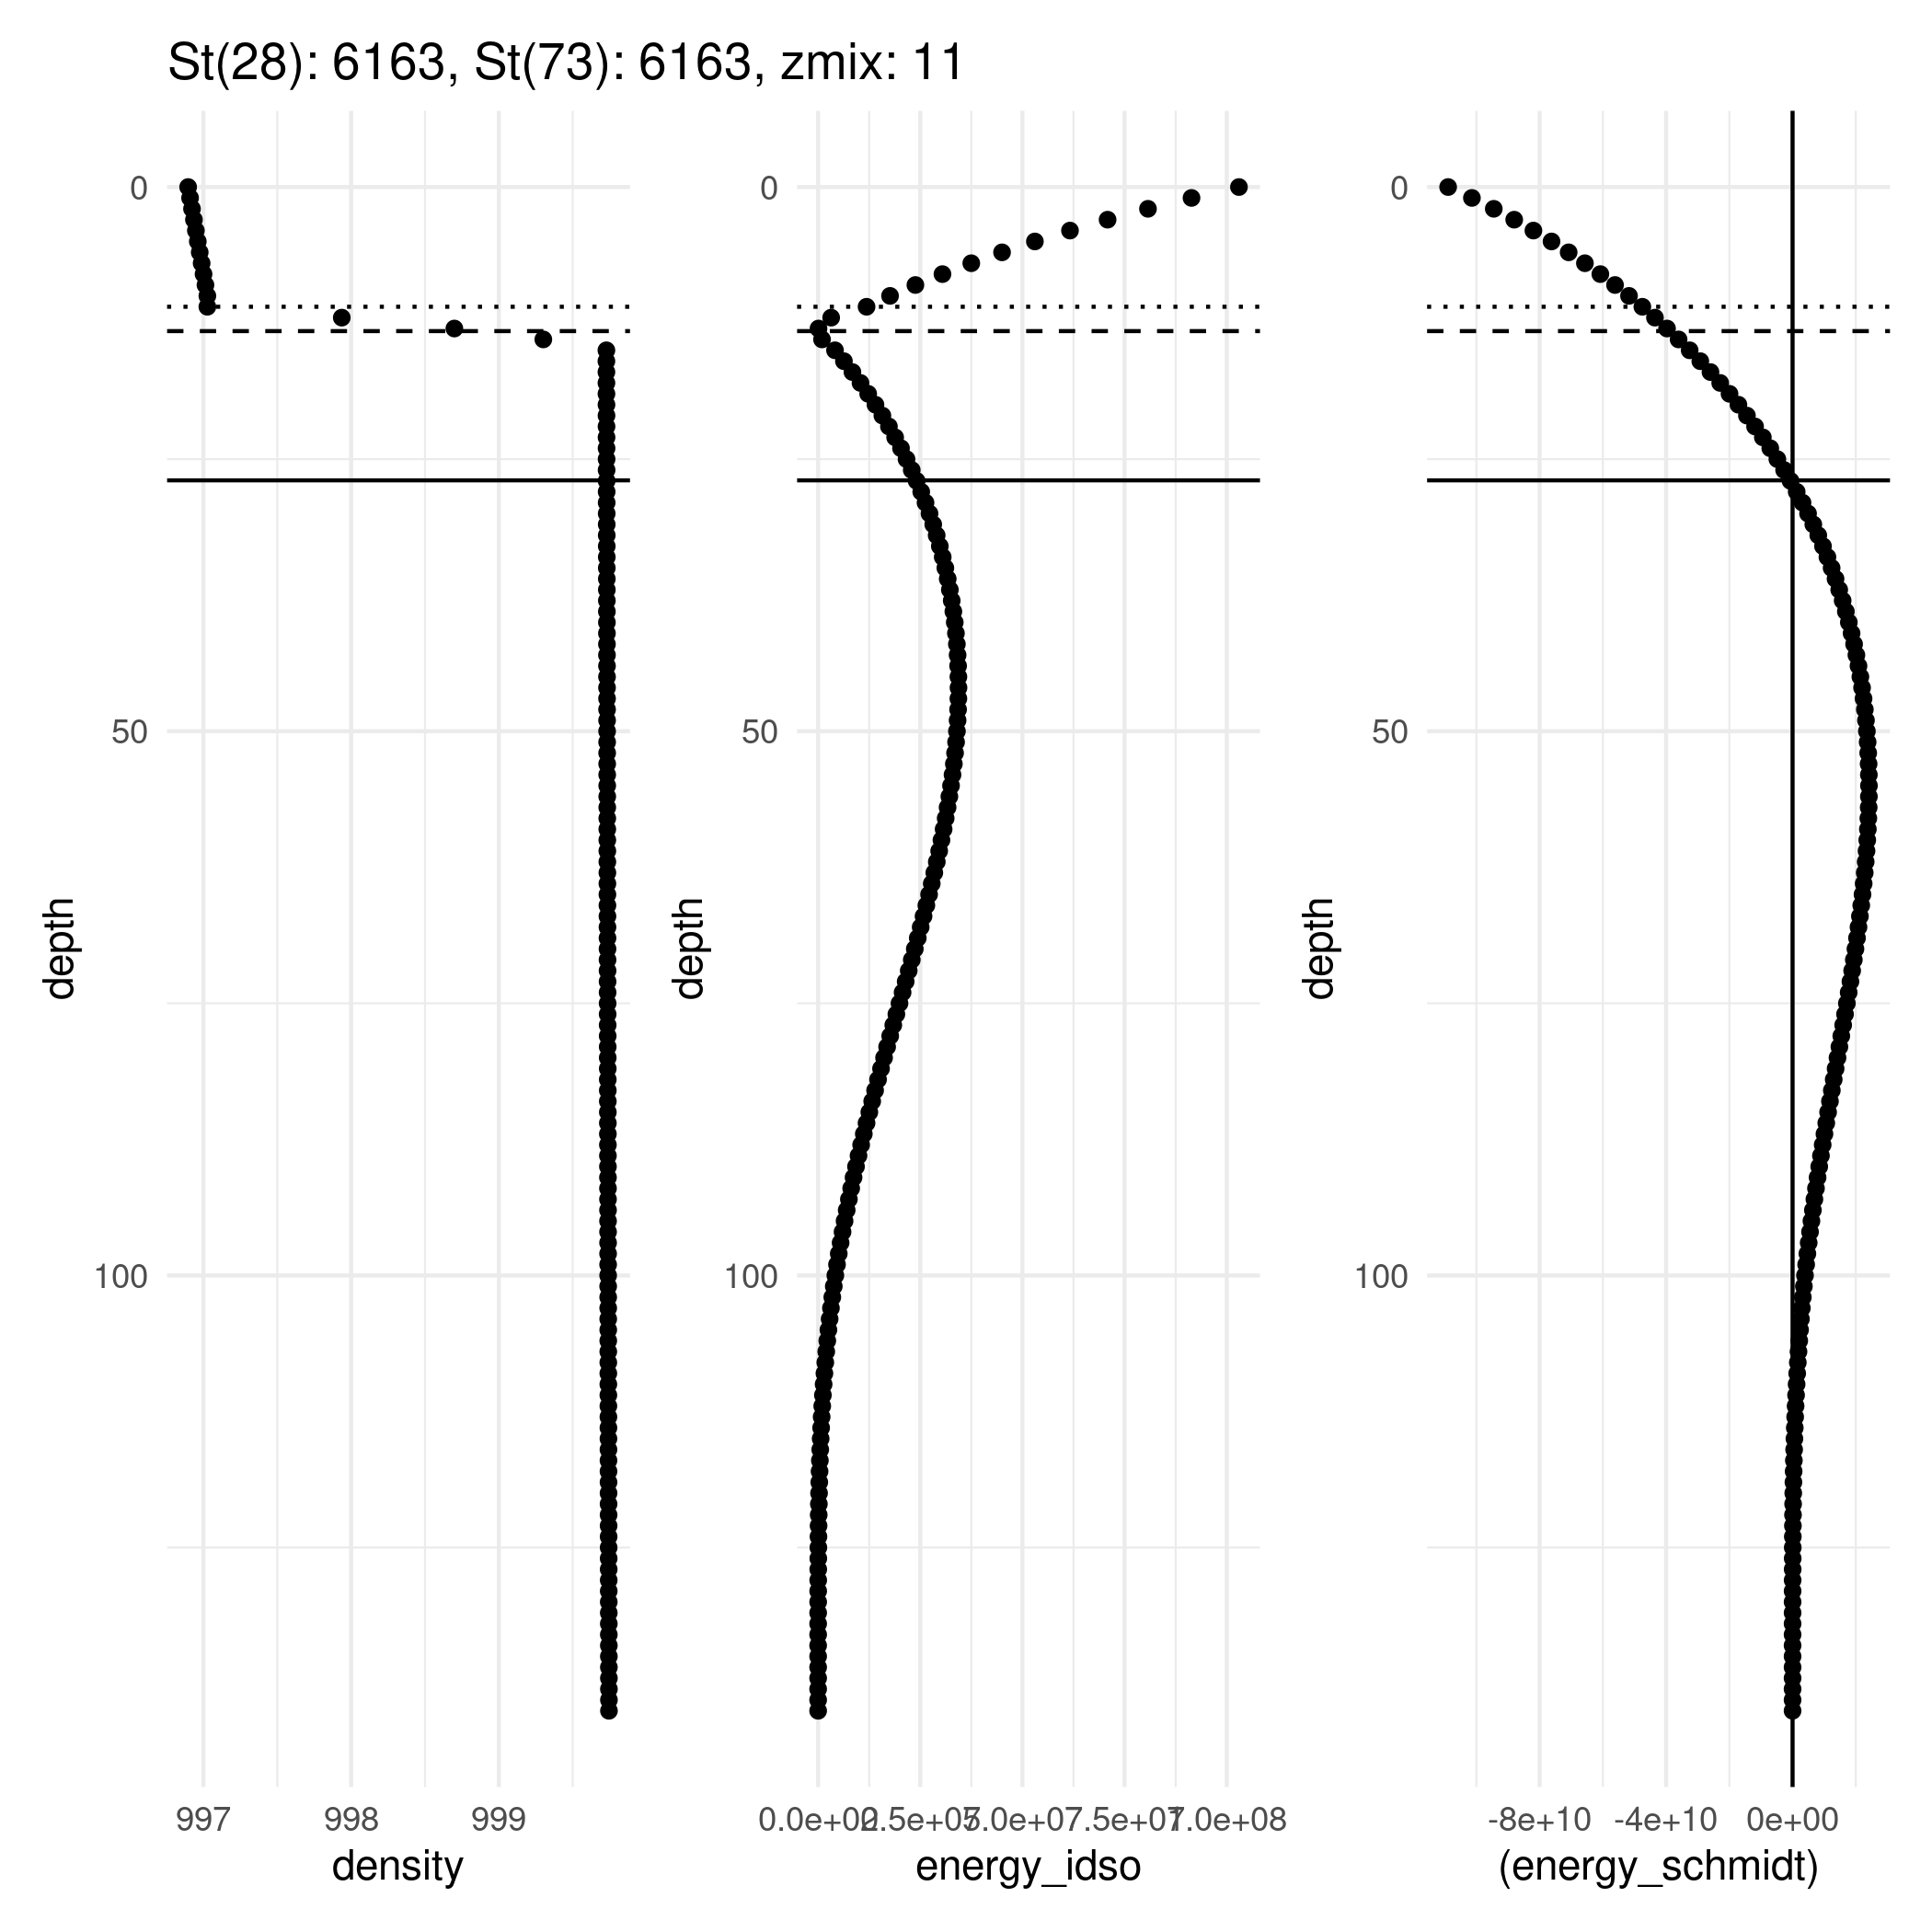 St(28): 6163, St(73): 6163, zmix: 11
0
50
100
depth
997 998 999
density
0
50
100
depth
0.0e+00 2.5e+07 5.0e+07 7.5e+07 1.0e+08
energy_idso
0
50
100
depth
-8e+10 -4e+10 0e+00
(energy_schmidt)